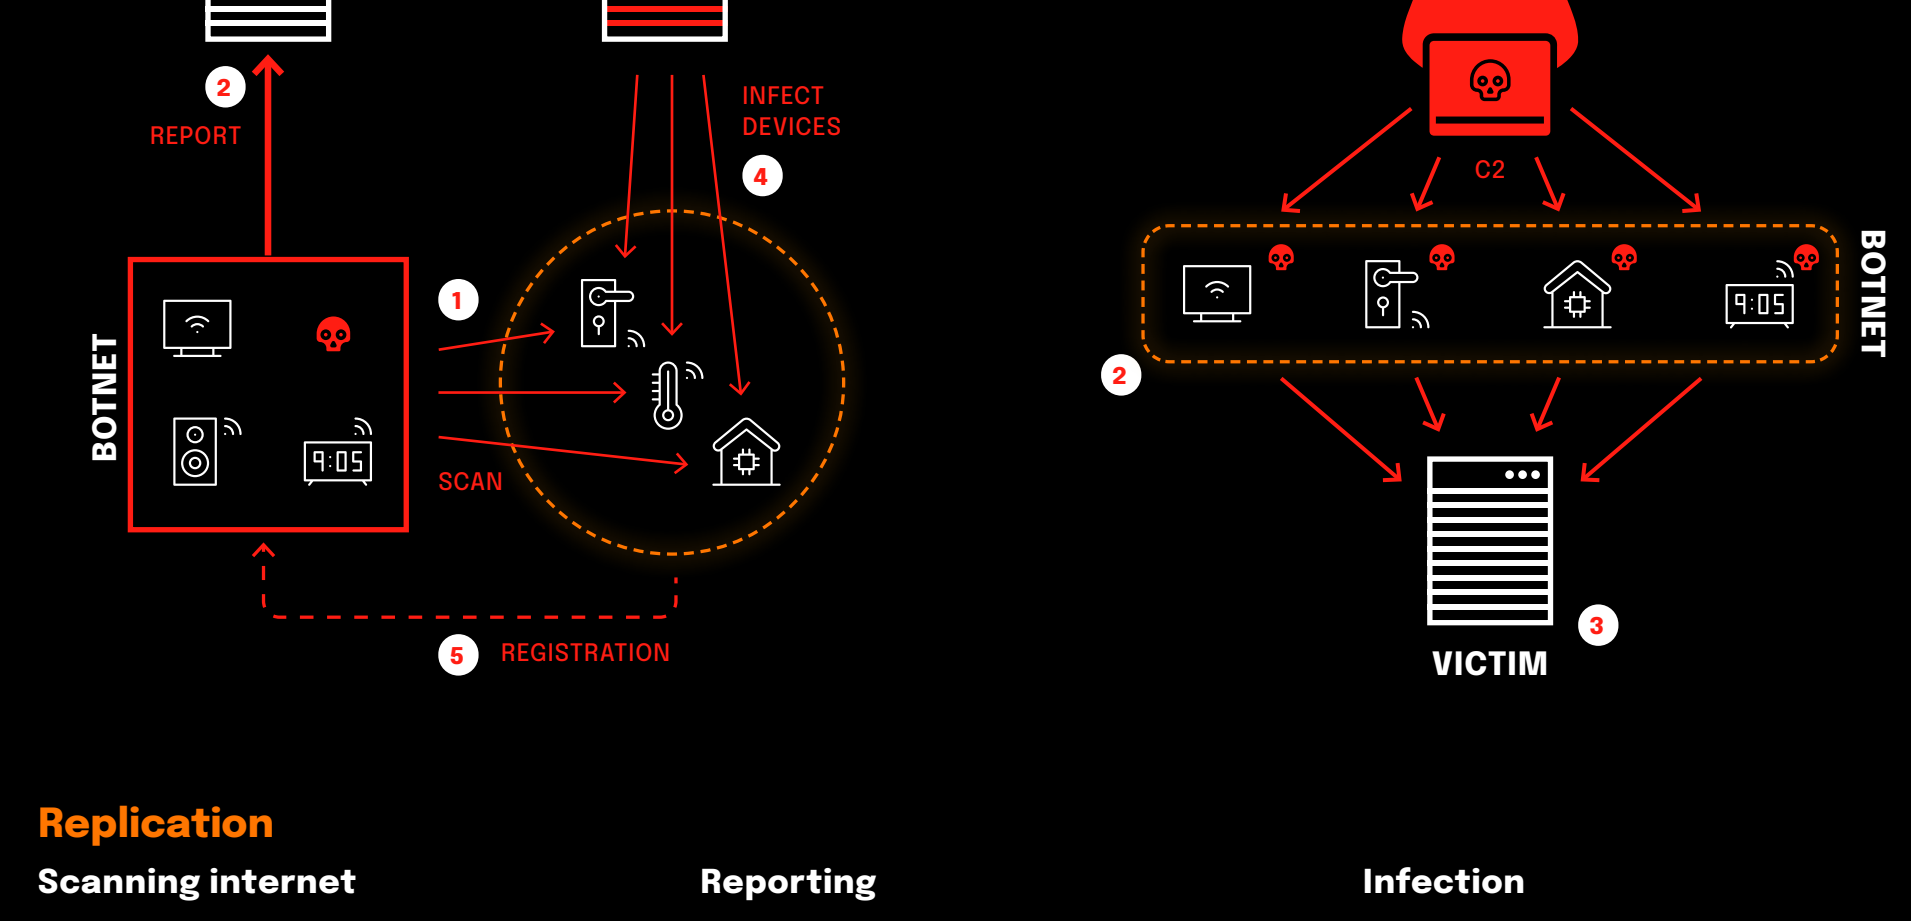 2
REPORT
INFECT
DEVICES
4
C2
BOTNET
1
9:05
SCAN
5
REGISTRATION
BOTNET
9:05
2
3
VICTIM
Replication
Scanning internet
Reporting
Infection